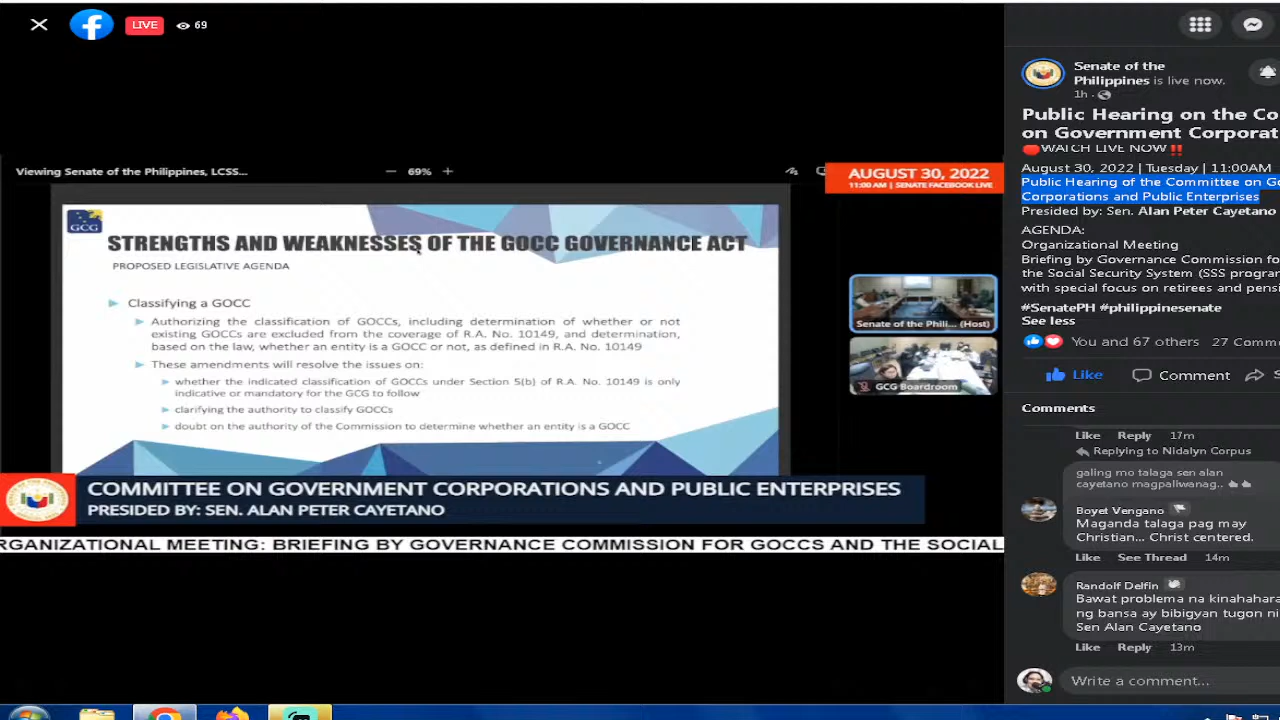 LIVE
69
Viewing Senate of the Philippines, LCSS...
69%
AUGUST 30, 2022
11:00 AM | SENATE FACEBOOK LIVE
GCG
STRENGTHS AND WEAKNESSES OF THE GOCC GOVERNANCE ACT
PROPOSED LEGISLATIVE AGENDA
Classifying a GOCC
Authorizing the classification of GOCCs, including determination of whether or not
existing GOCCs are excluded from the coverage of R.A. No. 10149, and determination,
based on the law, whether an entity is a GOCC or not, as defined in R.A. No. 10149
These amendments will resolve the issues on:
whether the indicated classification of GOCCs under Section 5(b) of R.A. No. 10149 is only
indicative or mandatory for the GCG to follow
clarifying the authority to classify GOCCs
doubt on the authority of the Commission to determine whether an entity is a GOCC
Senate of the Phili... (Host)
GCG Boardroom
COMMITTEE ON GOVERNMENT CORPORATIONS AND PUBLIC ENTERPRISES
PRESIDED BY: SEN. ALAN PETER CAYETANO
RGANIZATIONAL MEETING: BRIEFING BY GOVERNANCE COMMISSION FOR GOCCS AND THE SOCIAL
Senate of the
Philippines is live now.
1h
Public Hearing on the Co
on Government Corporat
WATCH LIVE NOW‼
August 30, 2022 | Tuesday | 11:00AM
Public Hearing of the Committee on Go
Corporations and Public Enterprises
Presided by: Sen. Alan Peter Cayetano
AGENDA:
Organizational Meeting
Briefing by Governance Commission fo
the Social Security System (SSS progra
with special focus on retirees and pensi
#SenatePH #philippinesenate
See less
You and 67 others 27 Comm
Like Comment S
Comments
Like Reply 17m
Replying to Nidalyn Corpus
galing mo talaga sen alan
cayetano magpaliwanag..
Boyet Vengano
Maganda talaga pag may
Christian... Christ centered.
Like See Thread 14m
Randolf Delfin
Bawat problema na kinahahara
ng bansa ay bibigyan tugon ni
Sen Alan Cayetano
Like Reply 13m
Write a comment...